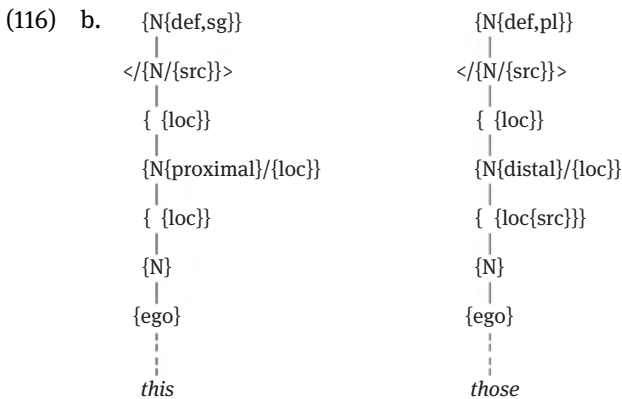 (116) b. {N{def,sg}} {N{def,pl}}
</{N/{src}}> </{N/{src}}>
{ {loc}} { {loc}}
{N{proximal}/{loc}} {N{distal}/{loc}}
{ {loc}} { {loc{src}}}
{N} {N}
{ego} {ego}
this those